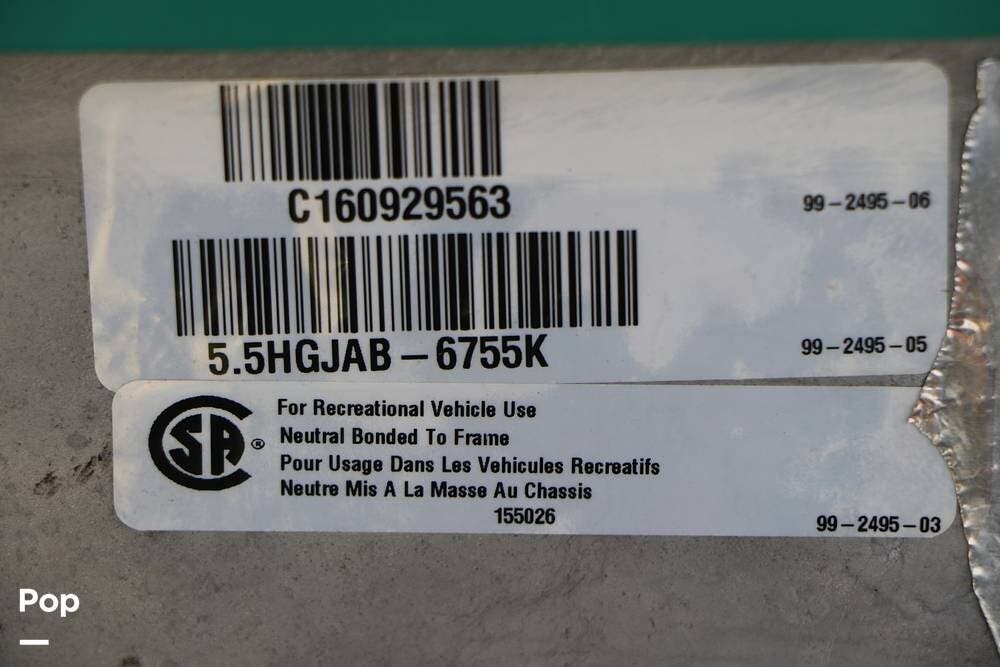 C160929563
99-2495-06
5.5HGJAB-6755K
99-2495-05
CSA®
For Recreational Vehicle Use
Neutral Bonded To Frame
Pour Usage Dans Les Vehicules Recreatifs
Neutre Mis A La Masse Au Chassis
155026
99-2495-03
Pop